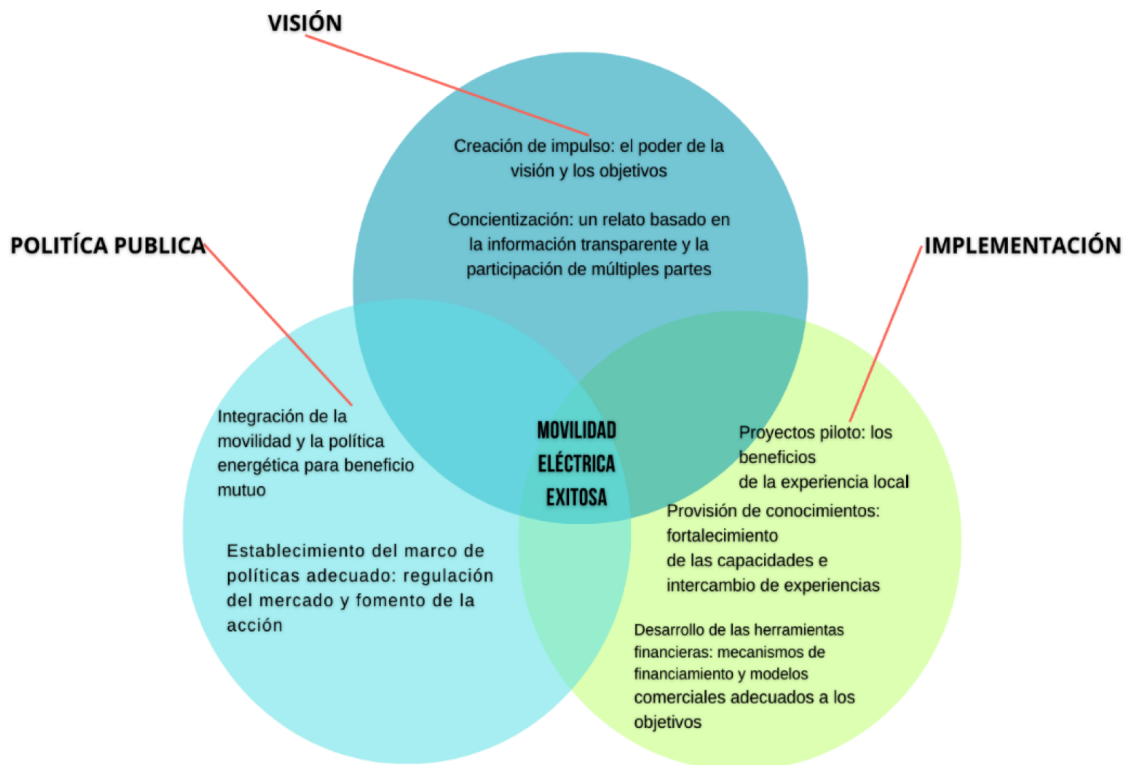 VISIÓN
Creación de impulso: el poder de la
visión y los objetivos
Concientización: un relato basado en
la información transparente y la
participación de múltiples partes
POLITÍCA PUBLICA
IMPLEMENTACIÓN
Integración de la
movilidad y la política
energética para beneficio
mutuo
Establecimiento del marco de
políticas adecuado: regulación
del mercado y fomento de la
acción
MOVILIDAD
ELÉCTRICA
EXITOSA
Proyectos piloto: los
beneficios
de la experiencia local
Provisión de conocimientos:
fortalecimiento
de las capacidades e
intercambio de experiencias
Desarrollo de las herramientas
financieras: mecanismos de
financiamiento y modelos
comerciales adecuados a los
objetivos